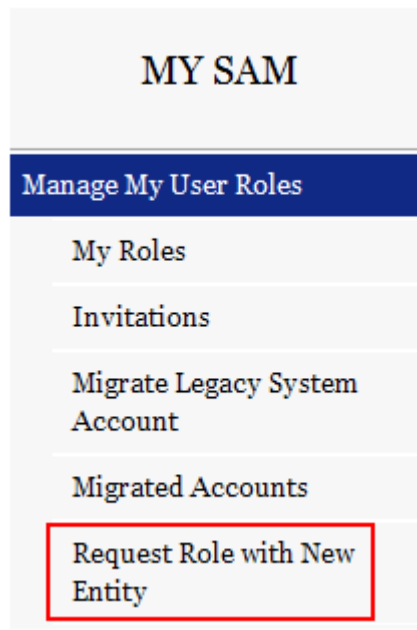 MY SAM
Manage My User Roles
My Roles
Invitations
Migrate Legacy System
Account
Migrated Accounts
Request Role with New
Entity